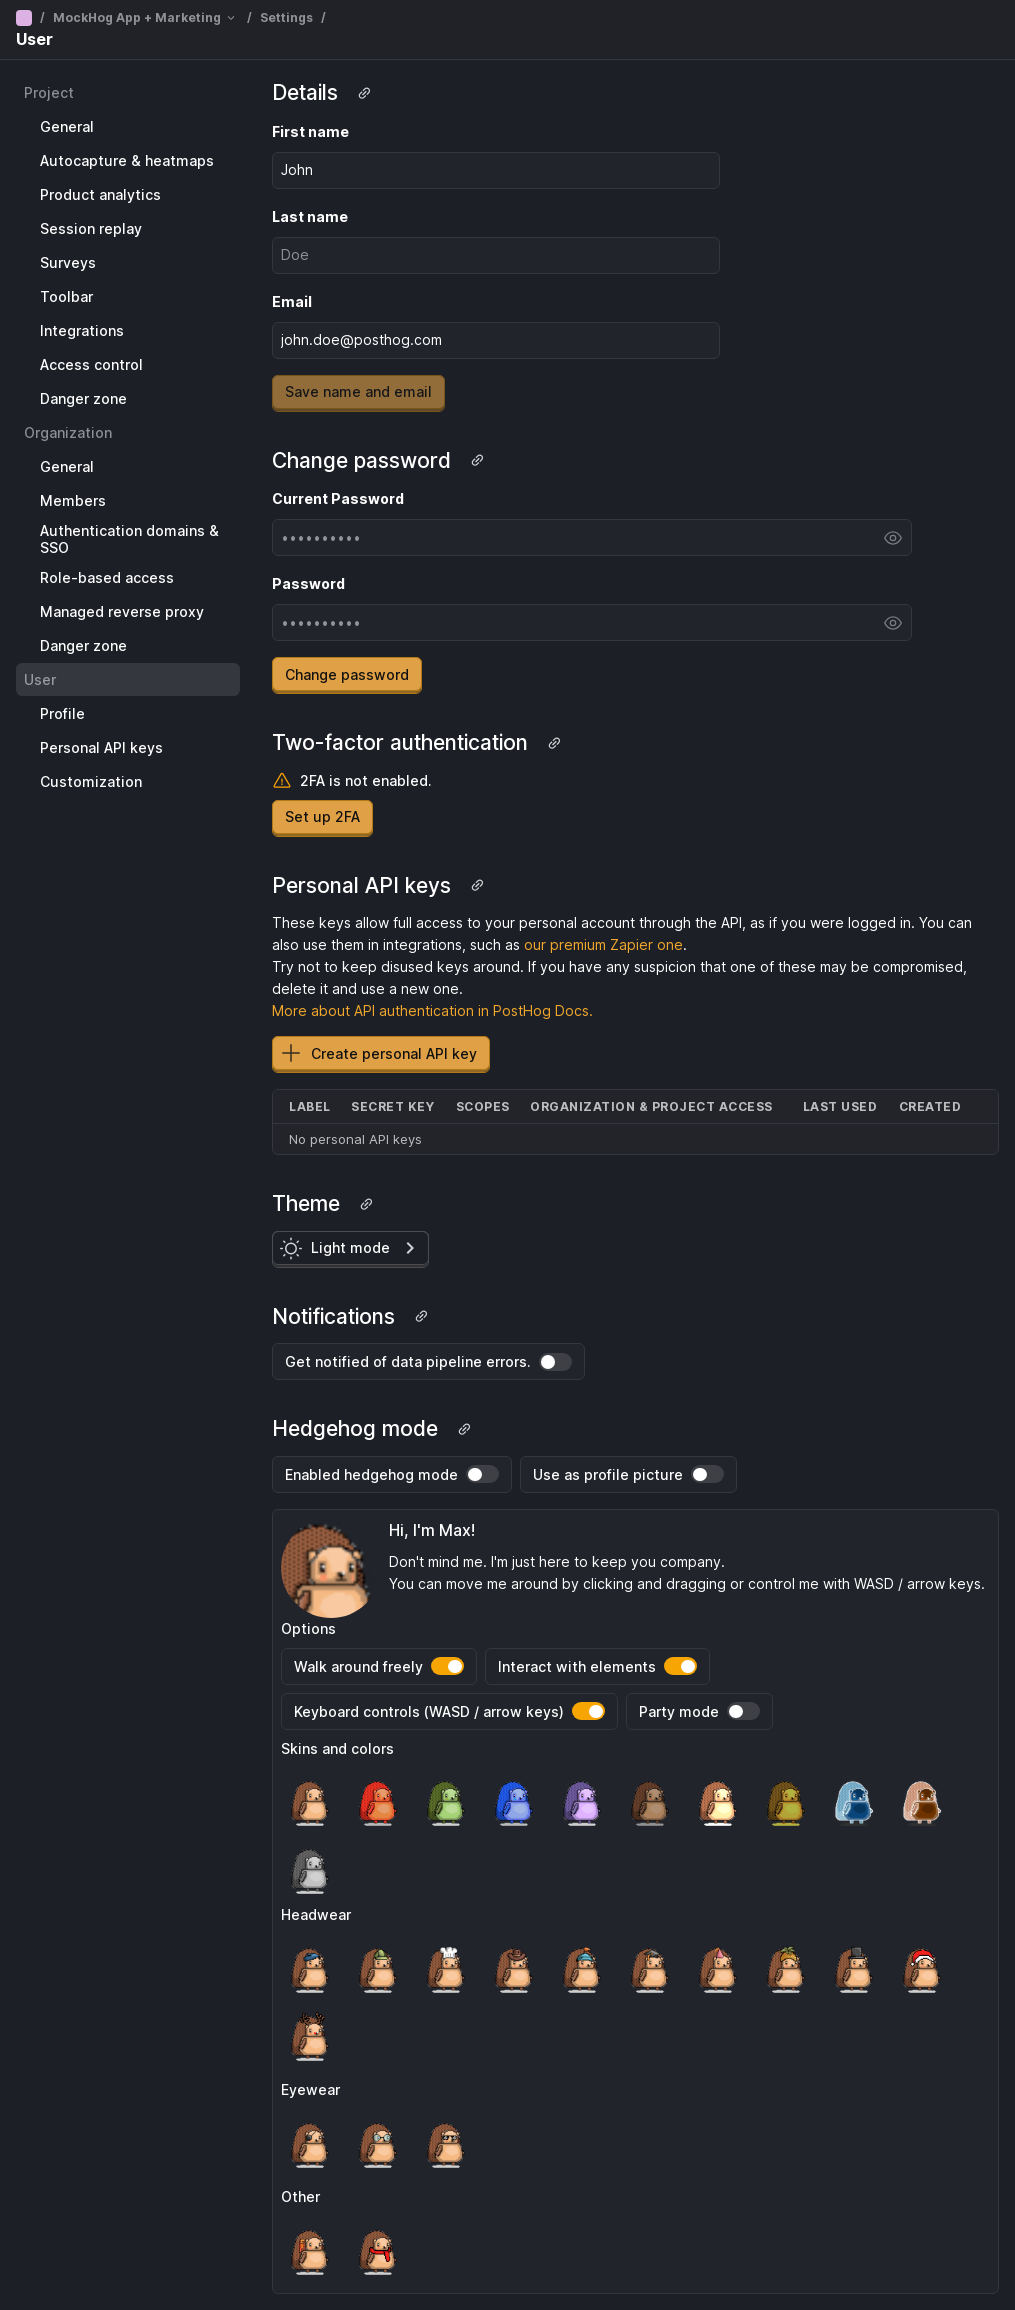 / MockHog App + Marketing / Settings /
User
Project
General
Autocapture & heatmaps
Product analytics
Session replay
Surveys
Toolbar
Integrations
Access control
Danger zone
Organization
General
Members
Authentication domains &
SSO
Role-based access
Managed reverse proxy
Danger zone
User
Profile
Personal API keys
Customization
Details
First name
John
Last name
Doe
Email
john.doe@posthog.com
Save name and email
Change password
Current Password
••••••••••
Password
••••••••••
Change password
Two-factor authentication
2FA is not enabled.
Set up 2FA
Personal API keys
These keys allow full access to your personal account through the API, as if you were logged in. You can
also use them in integrations, such as our premium Zapier one.
Try not to keep disused keys around. If you have any suspicion that one of these may be compromised,
delete it and use a new one.
More about API authentication in PostHog Docs.
Create personal API key
LABEL SECRET KEY SCOPES ORGANIZATION & PROJECT ACCESS LAST USED CREATED
No personal API keys
Theme
Light mode
Notifications
Get notified of data pipeline errors.
Hedgehog mode
Enabled hedgehog mode
Use as profile picture
Hi, I'm Max!
Don't mind me. I'm just here to keep you company.
You can move me around by clicking and dragging or control me with WASD / arrow keys.
Options
Walk around freely
Interact with elements
Keyboard controls (WASD / arrow keys)
Party mode
Skins and colors
Headwear
Eyewear
Other